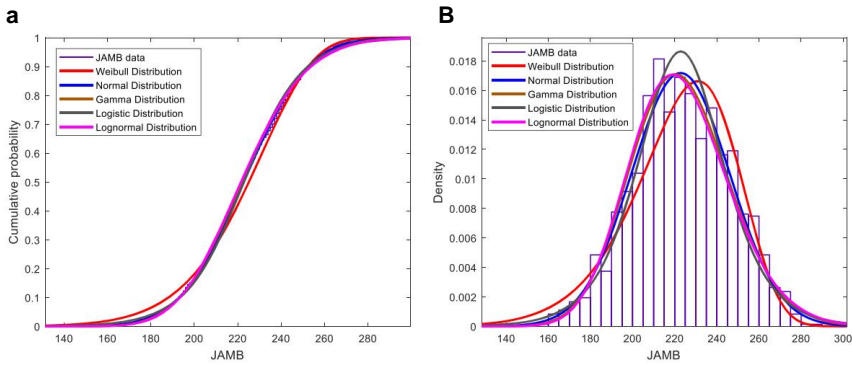 a
1
0.9
0.8
0.7
0.6
0.5
0.4
0.3
0.2
0.1
0
Cumulative probability
JAMB data
Weibull Distribution
Normal Distribution
Gamma Distribution
Logistic Distribution
Lognormal Distribution
140 160 180 200 220 240 260 280
JAMB
B
0.018
0.016
0.014
0.012
0.01
0.008
0.006
0.004
0.002
0
Density
JAMB data
Weibull Distribution
Normal Distribution
Gamma Distribution
Logistic Distribution
Lognormal Distribution
140 160 180 200 220 240 260 280 300
JAMB